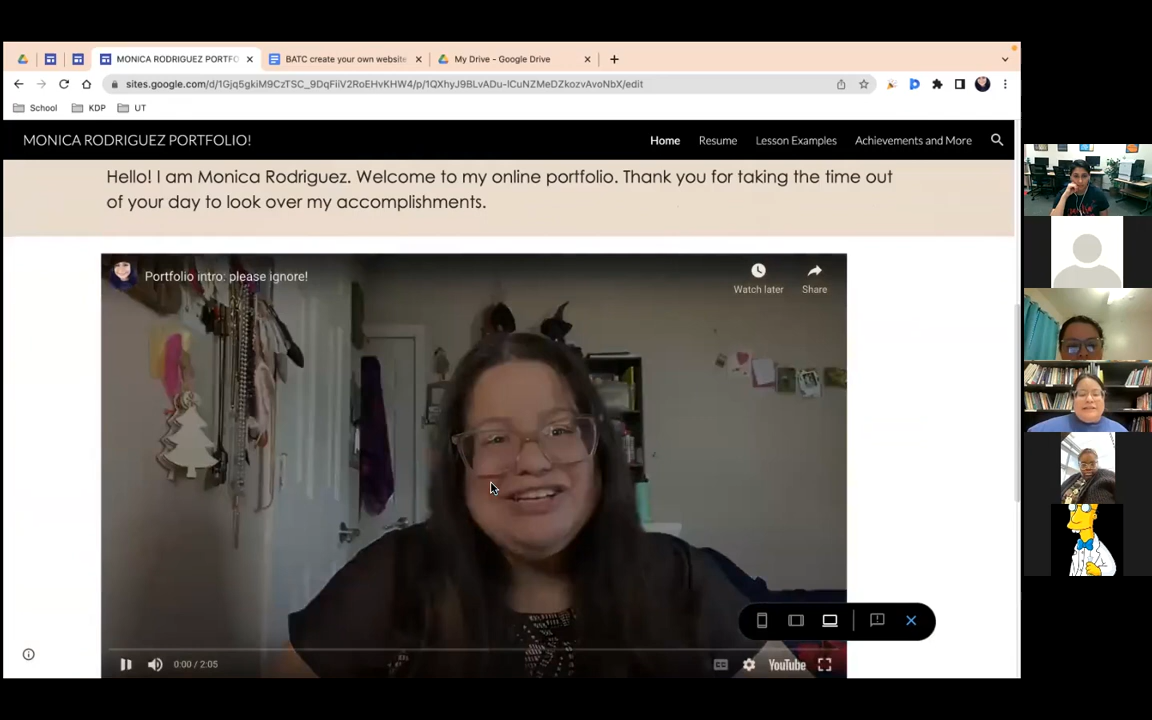 MONICA RODRIGUEZ PORTFO
BATC create your own website
My Drive - Google Drive
sites.google.com/d/1Gjq5gkiM9CzTSC_9DqFiiV2RoEHvKHW4/p/1QXhyJ9BLvADu-lCuNZMeDZkozvAvoNbX/edit
School KDP UT
MONICA RODRIGUEZ PORTFOLIO!
Home Resume Lesson Examples Achievements and More
Hello! I am Monica Rodriguez. Welcome to my online portfolio. Thank you for taking the time out
of your day to look over my accomplishments.
Portfolio intro: please ignore!
Watch later Share
0:00 / 2:05
CC
YouTube